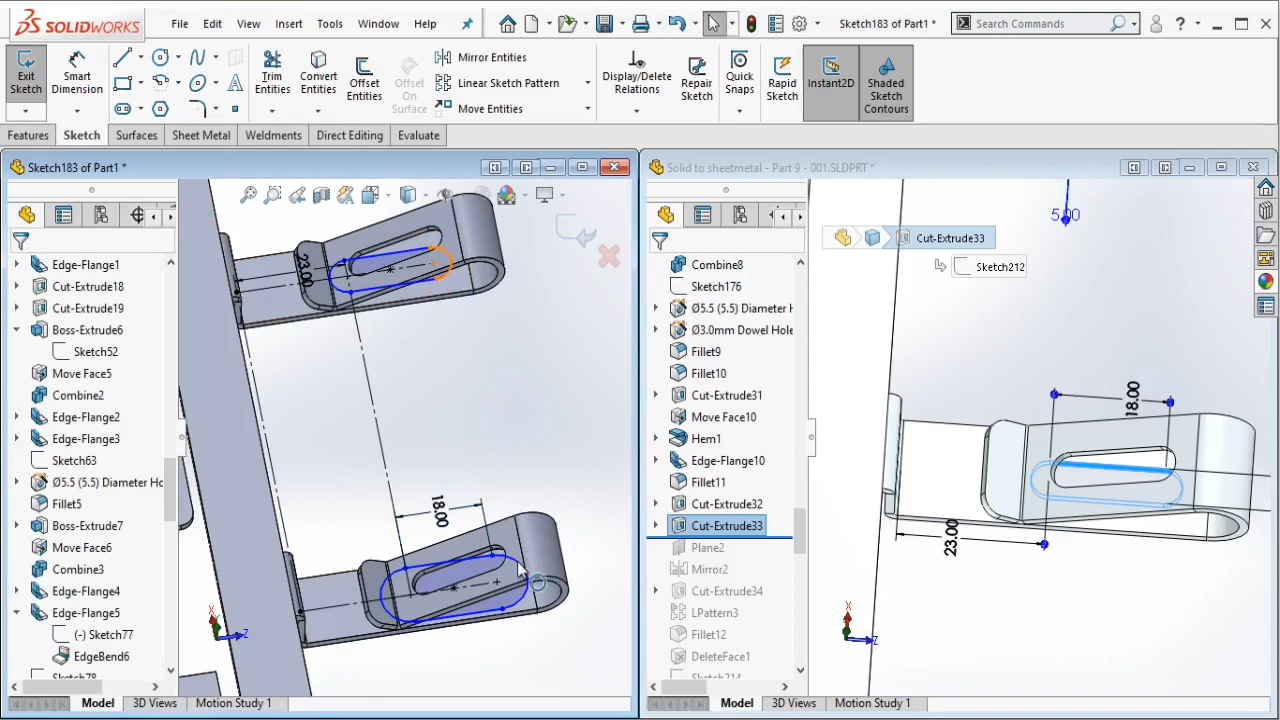 SOLIDWORKS
File Edit View Insert Tools Window Help
Sketch183 of Part1 *
Search Commands
?
Exit Sketch
Smart Dimension
Trim Entities
Convert Entities
Offset Entities
Offset On Surface
Mirror Entities
Linear Sketch Pattern
Move Entities
Display/Delete Relations
Repair Sketch
Quick Snaps
Rapid Sketch
Instant2D
Shaded Sketch Contours
Features Sketch Surfaces Sheet Metal Weldments Direct Editing Evaluate
Sketch183 of Part1 *
Edge-Flange1
Cut-Extrude18
Cut-Extrude19
Boss-Extrude6
Sketch52
Move Face5
Combine2
Edge-Flange2
Edge-Flange3
Sketch63
Ø5.5 (5.5) Diameter Ho
Fillet5
Boss-Extrude7
Move Face6
Combine3
Edge-Flange4
Edge-Flange5
(-) Sketch77
EdgeBend6
Sketch78
23.00
18.00
X
Z
Model 3D Views Motion Study 1
Solid to sheetmetal - Part 9 - 001.SLDPRT *
Combine8
Sketch176
Ø5.5 (5.5) Diameter H
Ø3.0mm Dowel Hole
Fillet9
Fillet10
Cut-Extrude31
Move Face10
Hem1
Edge-Flange10
Fillet11
Cut-Extrude32
Cut-Extrude33
Plane2
Mirror2
Cut-Extrude34
LPattern3
Fillet12
DeleteFace1
Sketch214
5.00
Cut-Extrude33
Sketch212
18.00
23.00
X
Z
Model 3D Views Motion Study 1